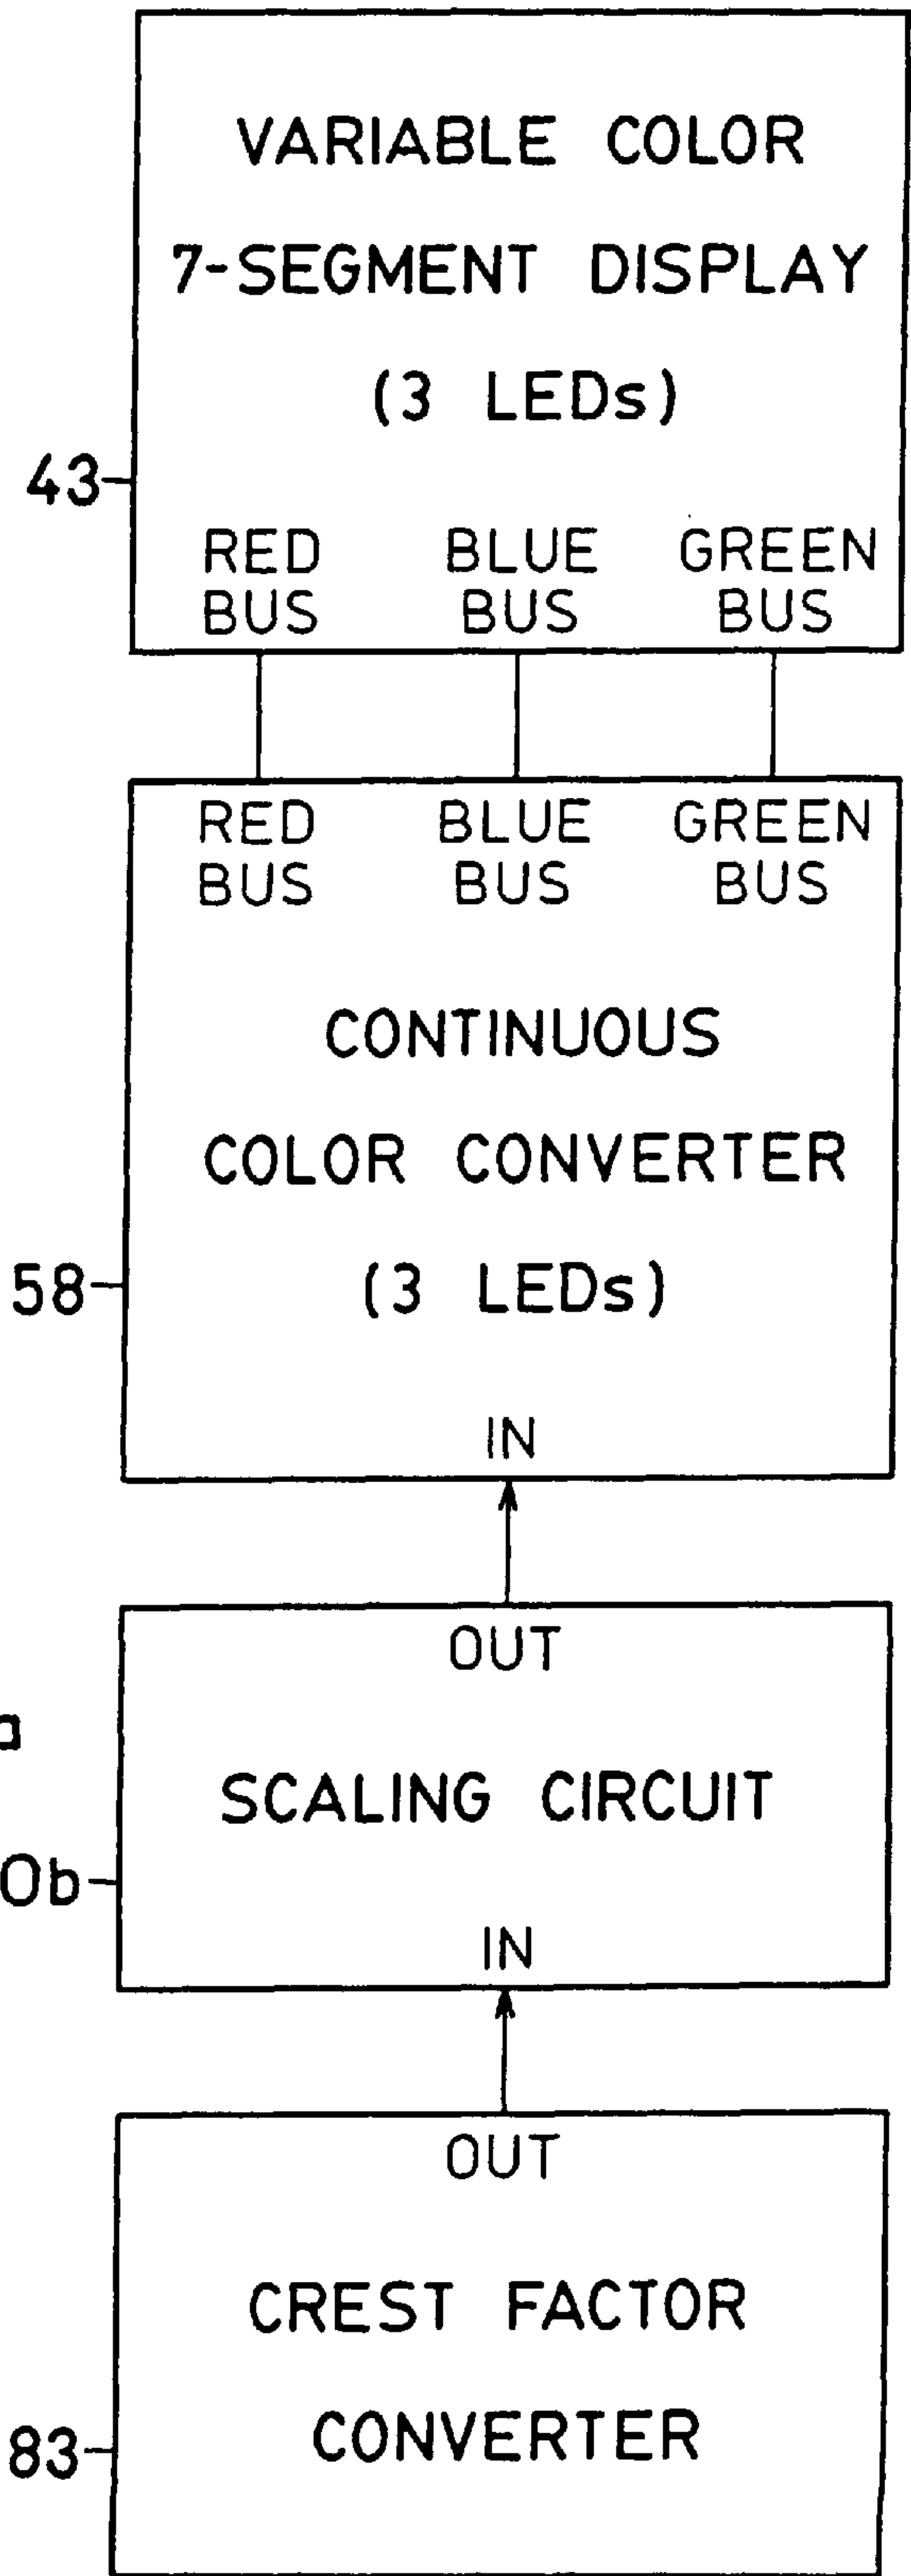 VARIABLE COLOR
7-SEGMENT DISPLAY
(3 LEDs)
43
RED BLUE GREEN
BUS BUS BUS
RED BLUE GREEN
BUS BUS BUS
CONTINUOUS
COLOR CONVERTER
58
(3 LEDs)
IN
OUT
SCALING CIRCUIT
0b
IN
OUT
CREST FACTOR
CONVERTER
83